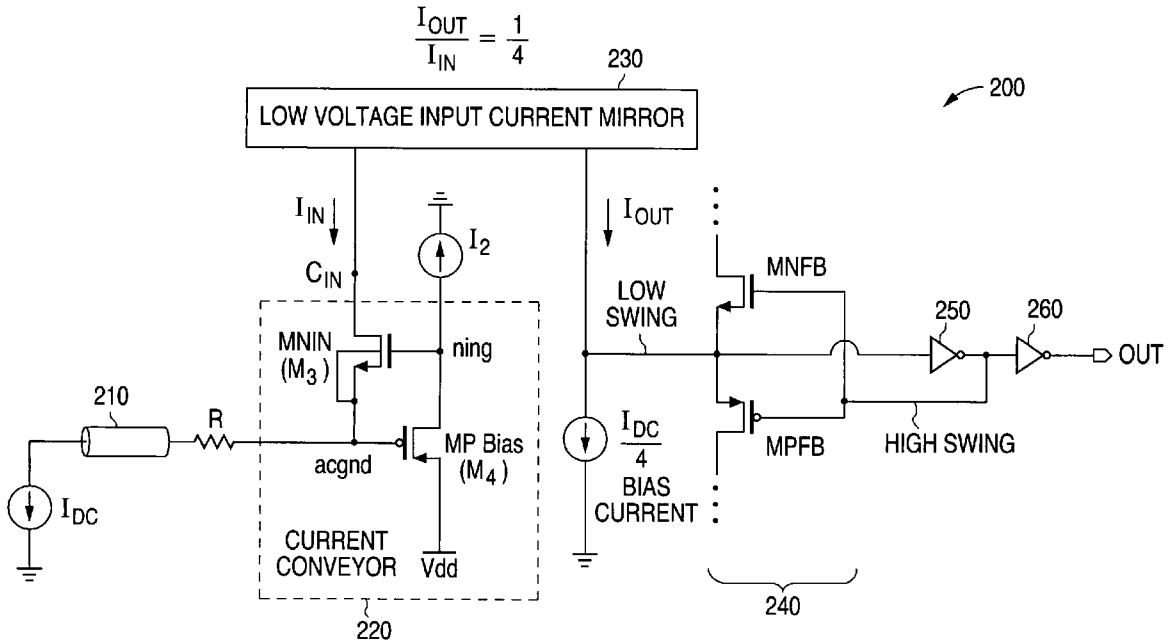 I_OUT / I_IN = 1/4
230
200
LOW VOLTAGE INPUT CURRENT MIRROR
I_IN
I_2
I_OUT
C_IN
MNIN
(M_3)
ning
LOW
SWING
MNFB
250
260
OUT
210
R
acgnd
MP Bias
(M_4)
I_DC / 4
BIAS
CURRENT
MPFB
HIGH SWING
I_DC
CURRENT
CONVEYOR
Vdd
220
240